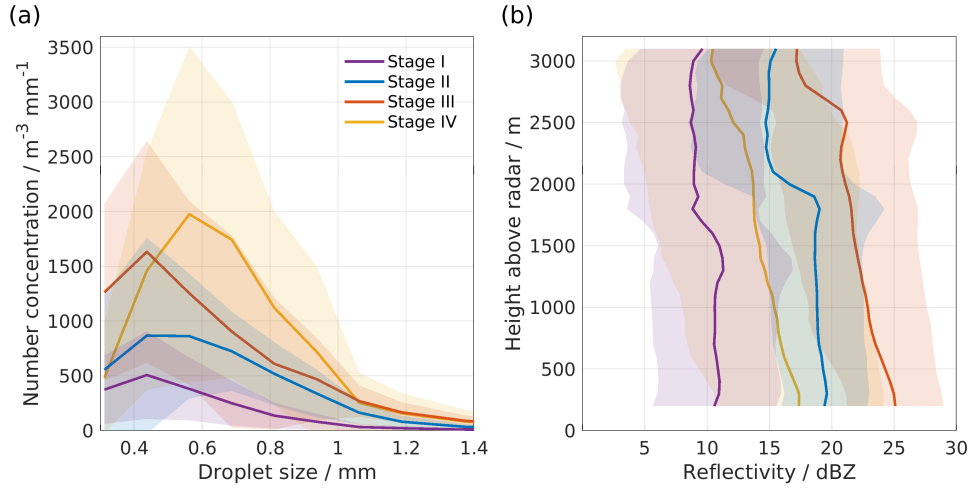 (a)
Number concentration / m⁻³ mm⁻¹
3500
3000
2500
2000
1500
1000
500
0
0.4
0.6
0.8
1
1.2
1.4
Droplet size / mm
Stage I
Stage II
Stage III
Stage IV
(b)
Height above radar / m
3000
2500
2000
1500
1000
500
0
5
10
15
20
25
30
Reflectivity / dBZ